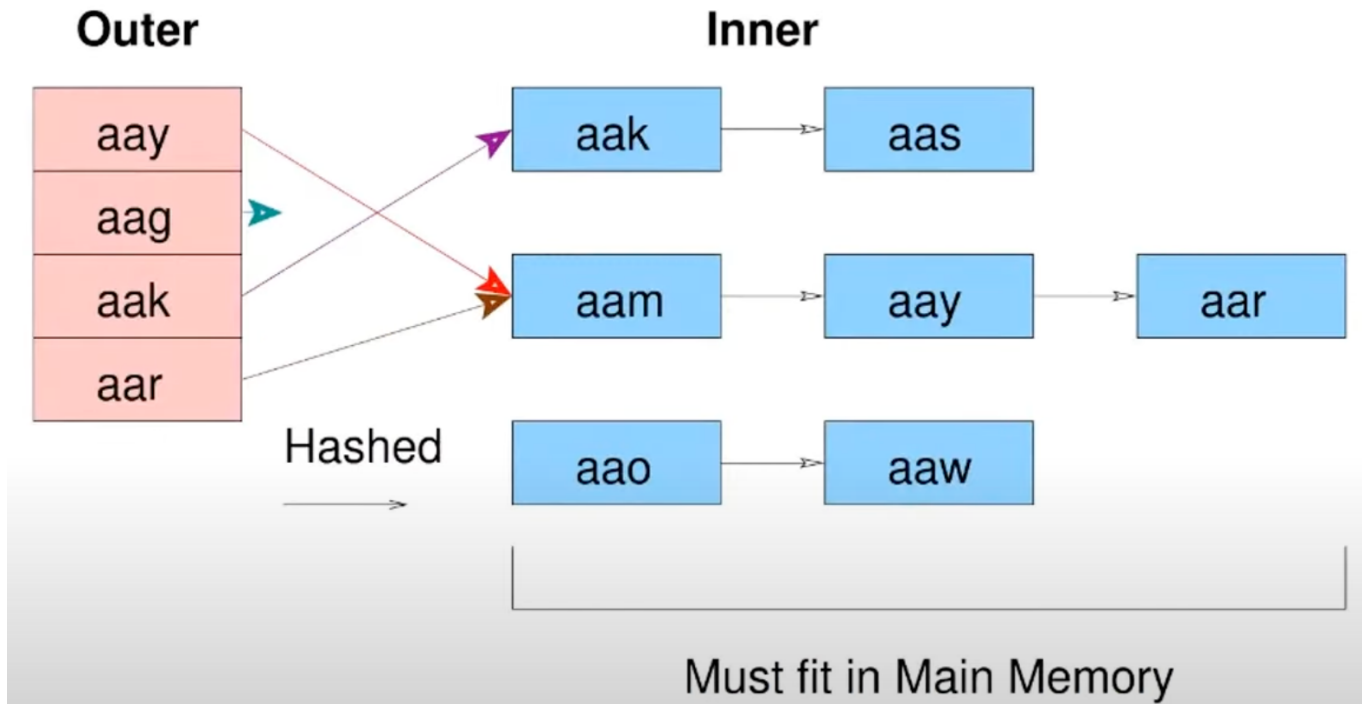 Outer
Inner
aay
aag
aak
aar
aak
aas
aam
aay
aar
aao
aaw
Hashed
Must fit in Main Memory